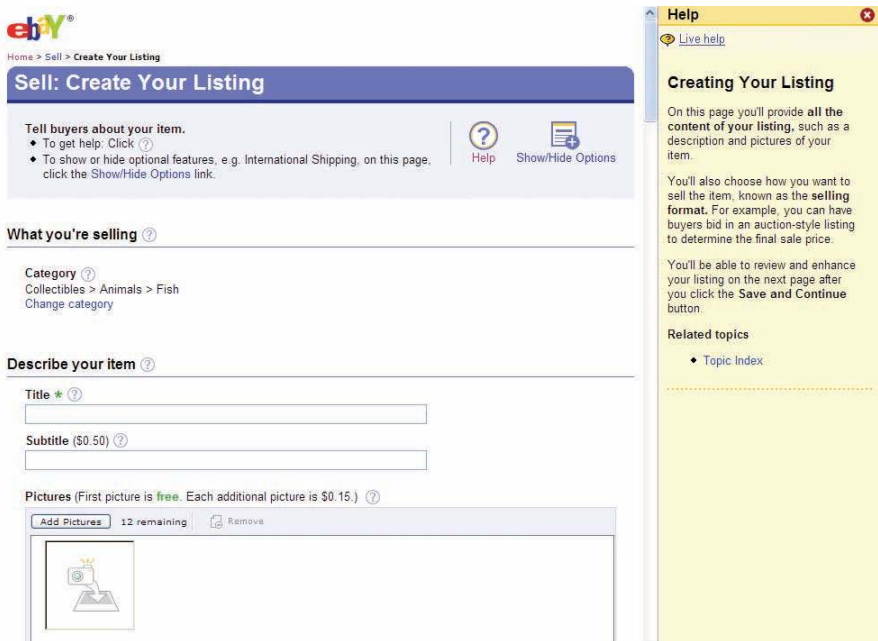 ebY®
Home > Sell > Create Your Listing
Sell: Create Your Listing
Tell buyers about your item.
To get help: Click ?
To show or hide optional features, e.g. International Shipping, on this page,
click the Show/Hide Options link.
Help
Show/Hide Options
What you're selling ?
Category ?
Collectibles > Animals > Fish
Change category
Describe your item ?
Title * ?
Subtitle ($0.50) ?
Pictures (First picture is free. Each additional picture is $0.15.) ?
Add Pictures 12 remaining Remove
Help
Live help
Creating Your Listing
On this page you'll provide all the
content of your listing, such as a
description and pictures of your
item.
You'll also choose how you want to
sell the item, known as the selling
format. For example, you can have
buyers bid in an auction-style listing
to determine the final sale price.
You'll be able to review and enhance
your listing on the next page after
you click the Save and Continue
button.
Related topics
Topic Index